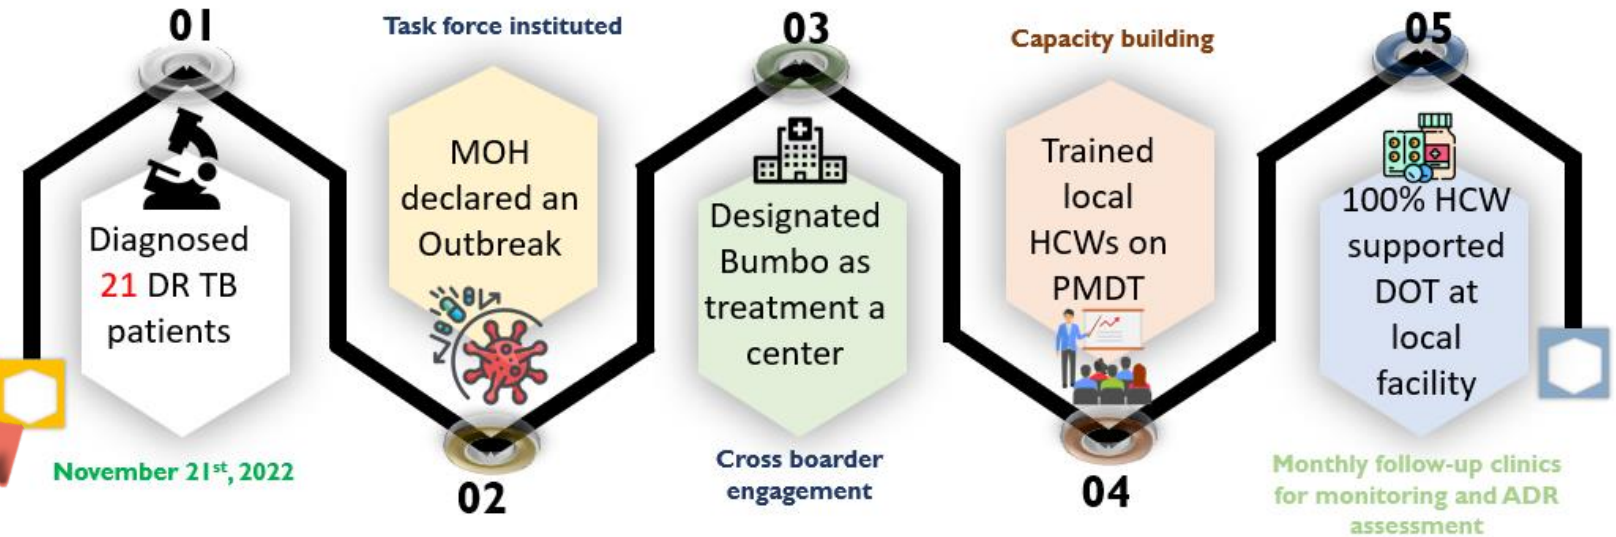 01
Diagnosed
21 DR TB
patients
November 21st, 2022
Task force instituted
MOH
declared an
Outbreak
02
03
Designated
Bumbo as
treatment a
center
Cross boarder
engagement
Capacity building
Trained
local
HCWs on
PMDT
04
05
100% HCW
supported
DOT at
local
facility
Monthly follow-up clinics
for monitoring and ADR
assessment